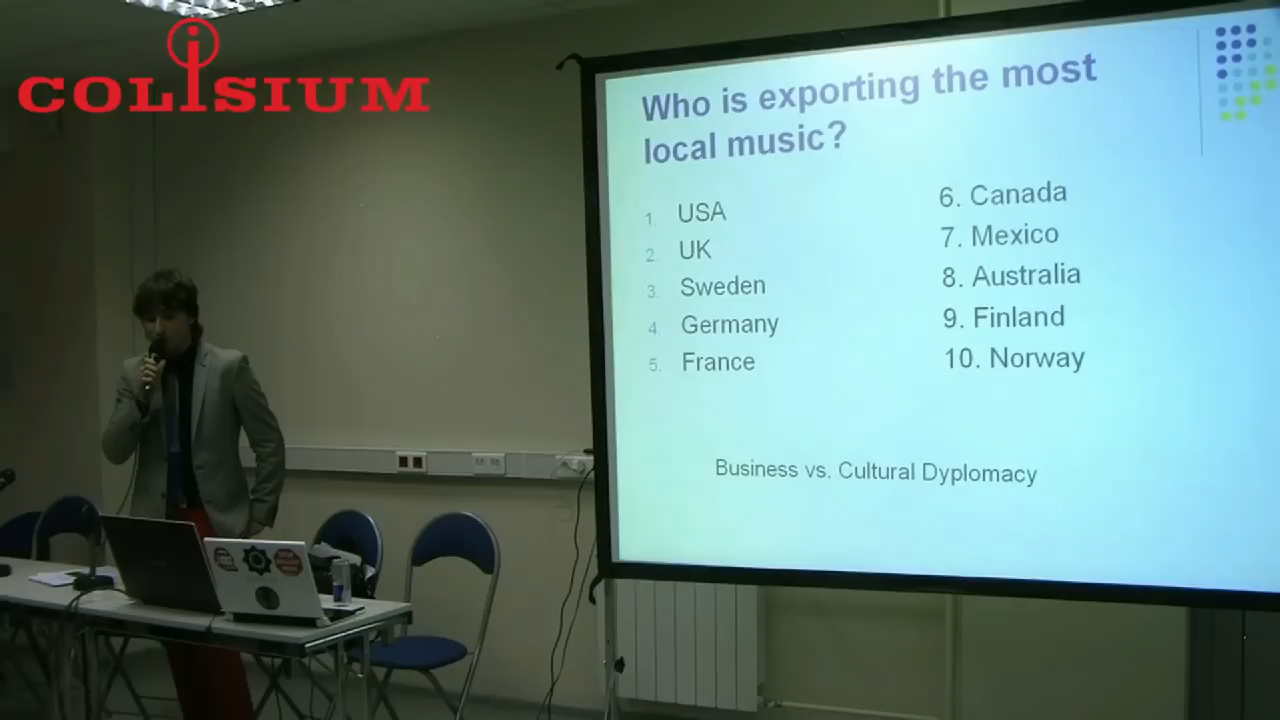 COLiSIUM
Who is exporting the most
local music?
1. USA
2. UK
3. Sweden
4. Germany
5. France
6. Canada
7. Mexico
8. Australia
9. Finland
10. Norway
Business vs. Cultural Dyplomacy